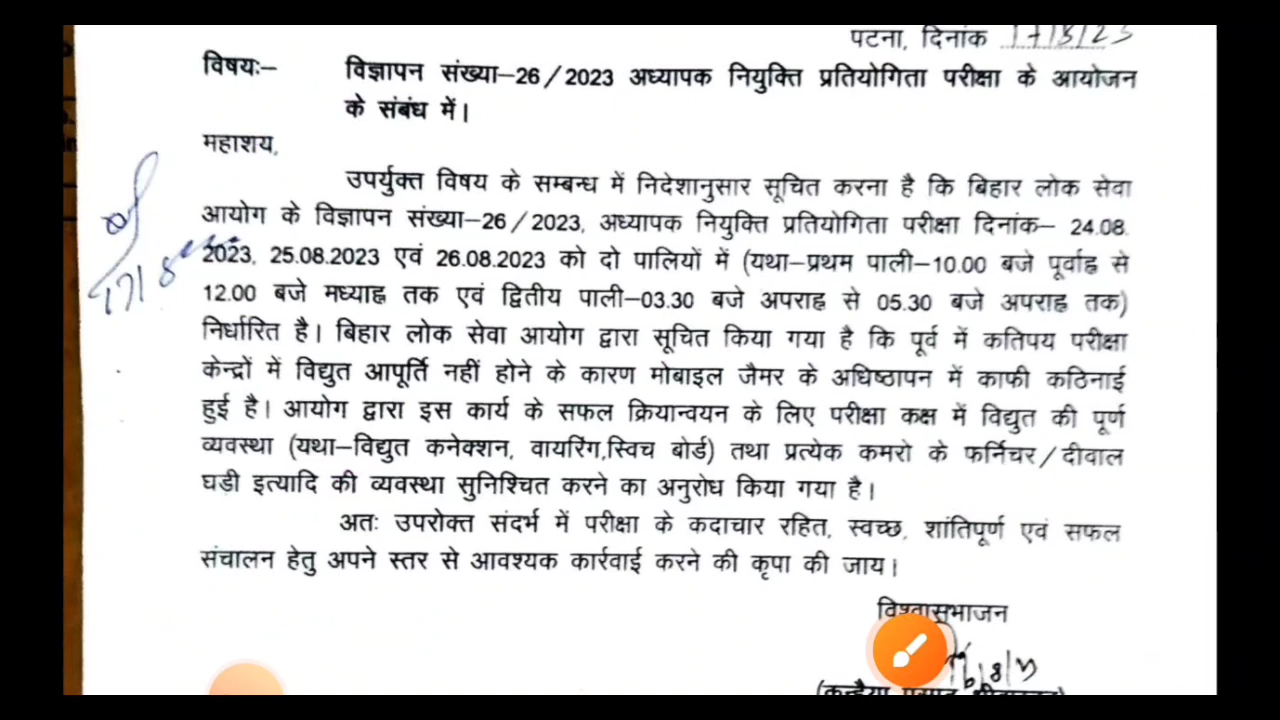 पटना, दिनांक 17/8/23
विषयः– विज्ञापन संख्या–26/2023 अध्यापक नियुक्ति प्रतियोगिता परीक्षा के आयोजन
के संबंध में।
महाशय,
उपर्युक्त विषय के सम्बन्ध में निदेशानुसार सूचित करना है कि बिहार लोक सेवा
आयोग के विज्ञापन संख्या–26/2023, अध्यापक नियुक्ति प्रतियोगिता परीक्षा दिनांक– 24.08.
2023, 25.08.2023 एवं 26.08.2023 को दो पालियों में (यथा–प्रथम पाली–10.00 बजे पूर्वाह्न से
12.00 बजे मध्याह्न तक एवं द्वितीय पाली–03.30 बजे अपराह्न से 05.30 बजे अपराह्न तक)
निर्धारित है। बिहार लोक सेवा आयोग द्वारा सूचित किया गया है कि पूर्व में कतिपय परीक्षा
केन्द्रों में विद्युत आपूर्ति नहीं होने के कारण मोबाइल जैमर के अधिष्ठापन में काफी कठिनाई
हुई है। आयोग द्वारा इस कार्य के सफल क्रियान्वयन के लिए परीक्षा कक्ष में विद्युत की पूर्ण
व्यवस्था (यथा–विद्युत कनेक्शन, वायरिंग,स्विच बोर्ड) तथा प्रत्येक कमरो के फर्निचर/दीवाल
घडी इत्यादि की व्यवस्था सुनिश्चित करने का अनुरोध किया गया है।
अतः उपरोक्त संदर्भ में परीक्षा के कदाचार रहित, स्वच्छ, शांतिपूर्ण एवं सफल
संचालन हेतु अपने स्तर से आवश्यक कार्रवाई करने की कृपा की जाय।
विश्वासभाजन